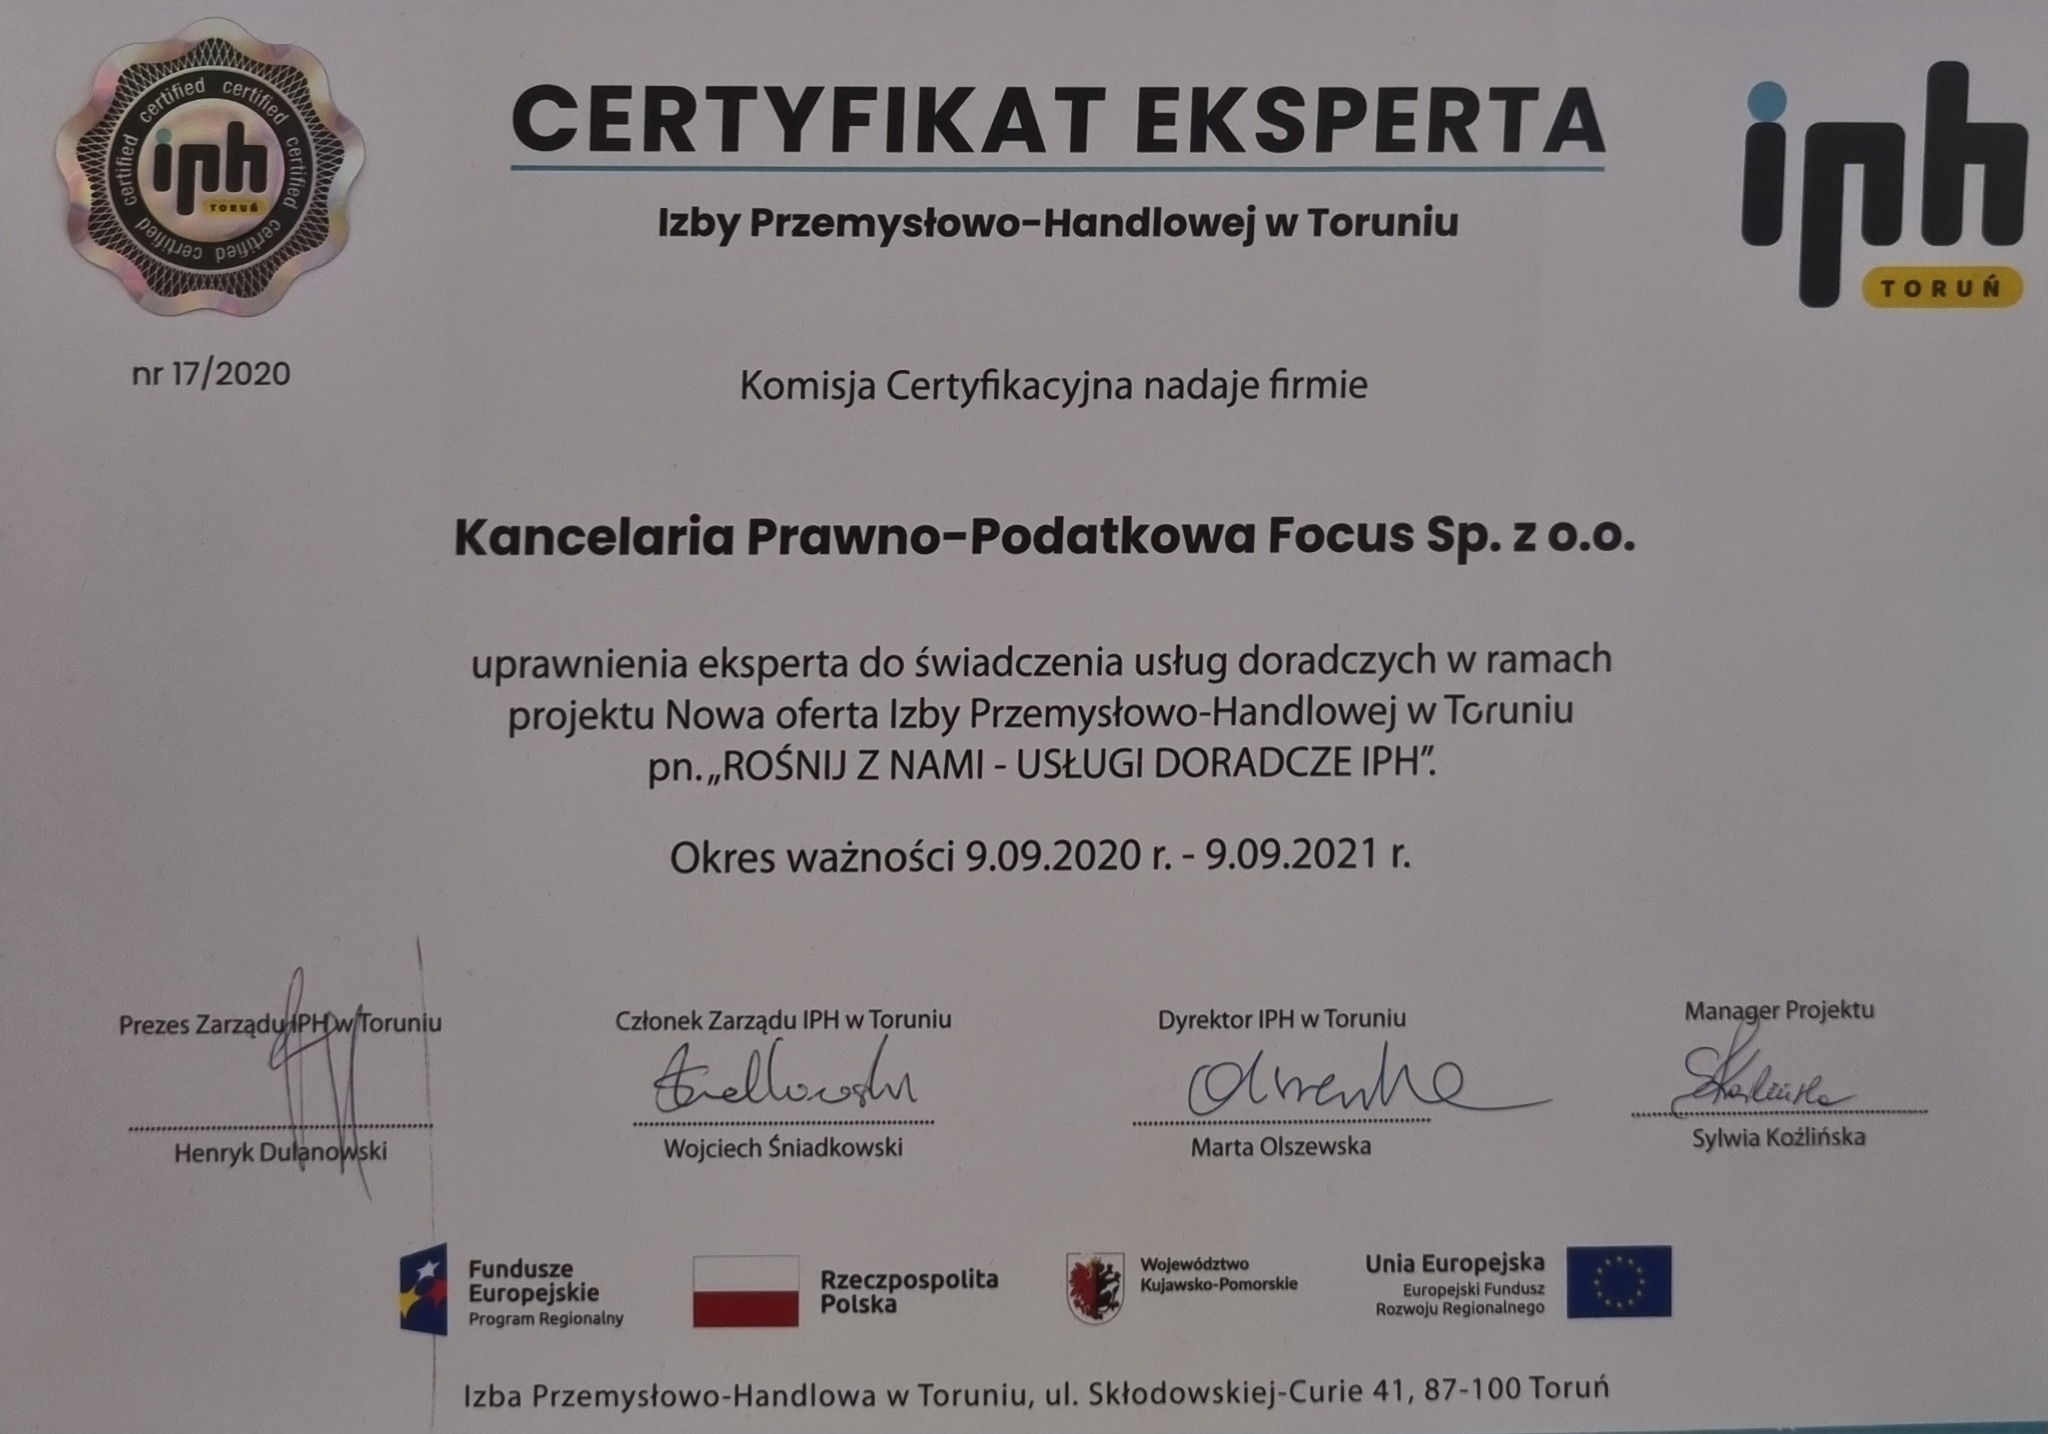 certified certified certified certified certified certified
iph
TORUŃ
nr 17/2020
CERTYFIKAT EKSPERTA
Izby Przemysłowo-Handlowej w Toruniu
iph
TORUŃ
Komisja Certyfikacyjna nadaje firmie
Kancelaria Prawno-Podatkowa Focus Sp. z o.o.
uprawnienia eksperta do świadczenia usług doradczych w ramach
projektu Nowa oferta Izby Przemysłowo-Handlowej w Toruniu
pn. „ROŚNIJ Z NAMI - USŁUGI DORADCZE IPH”.
Okres ważności 9.09.2020 r. - 9.09.2021 r.
Prezes Zarządu IPH w Toruniu
Henryk Dulanowski
Członek Zarządu IPH w Toruniu
Wojciech Śniadkowski
Dyrektor IPH w Toruniu
Marta Olszewska
Manager Projektu
Sylwia Koźlińska
Fundusze
Europejskie
Program Regionalny
Rzeczpospolita
Polska
Województwo
Kujawsko-Pomorskie
Unia Europejska
Europejski Fundusz
Rozwoju Regionalnego
Izba Przemysłowo-Handlowa w Toruniu, ul. Skłodowskiej-Curie 41, 87-100 Toruń